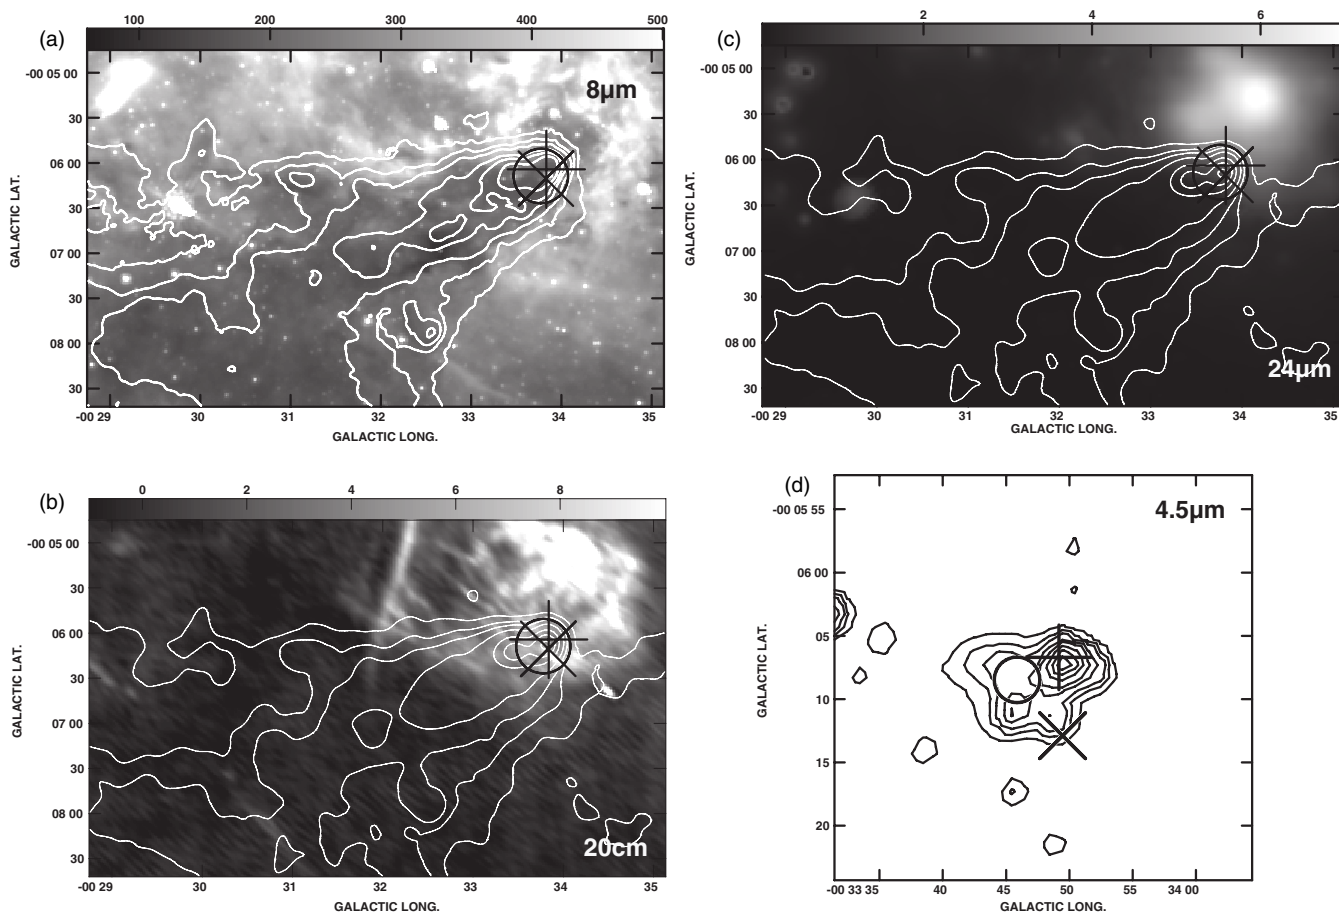 (a)
100 200 300 400 500
8µm
-00 05 00
30
06 00
30
07 00
30
08 00
30
GALACTIC LAT.
-00 29 30 31 32 33 34 35
GALACTIC LONG.
(c)
2 4 6
24µm
-00 05 00
30
06 00
30
07 00
30
08 00
30
GALACTIC LAT.
-00 29 30 31 32 33 34 35
GALACTIC LONG.
(b)
0 2 4 6 8
20cm
-00 05 00
30
06 00
30
07 00
30
08 00
30
GALACTIC LAT.
-00 29 30 31 32 33 34 35
GALACTIC LONG.
(d)
4.5µm
-00 05 55
06 00
05
10
15
20
GALACTIC LAT.
-00 33 35 40 45 50 55 34 00
GALACTIC LONG.